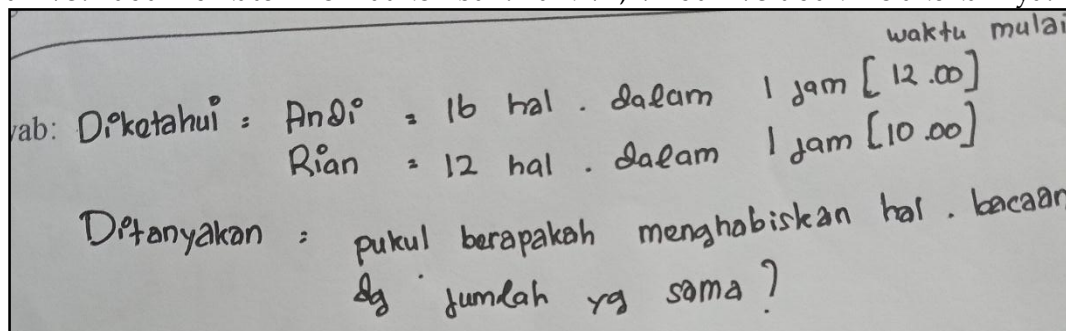 waktu mulai
ab: Diketahui : Andi = 16 hal . dalam 1 jam [ 12.00]
Rian = 12 hal . dalam 1 jam [10.00]
Ditanyakan : pukul berapakah menghabiskan hal . bacaan
dg jumlah yg sama ?